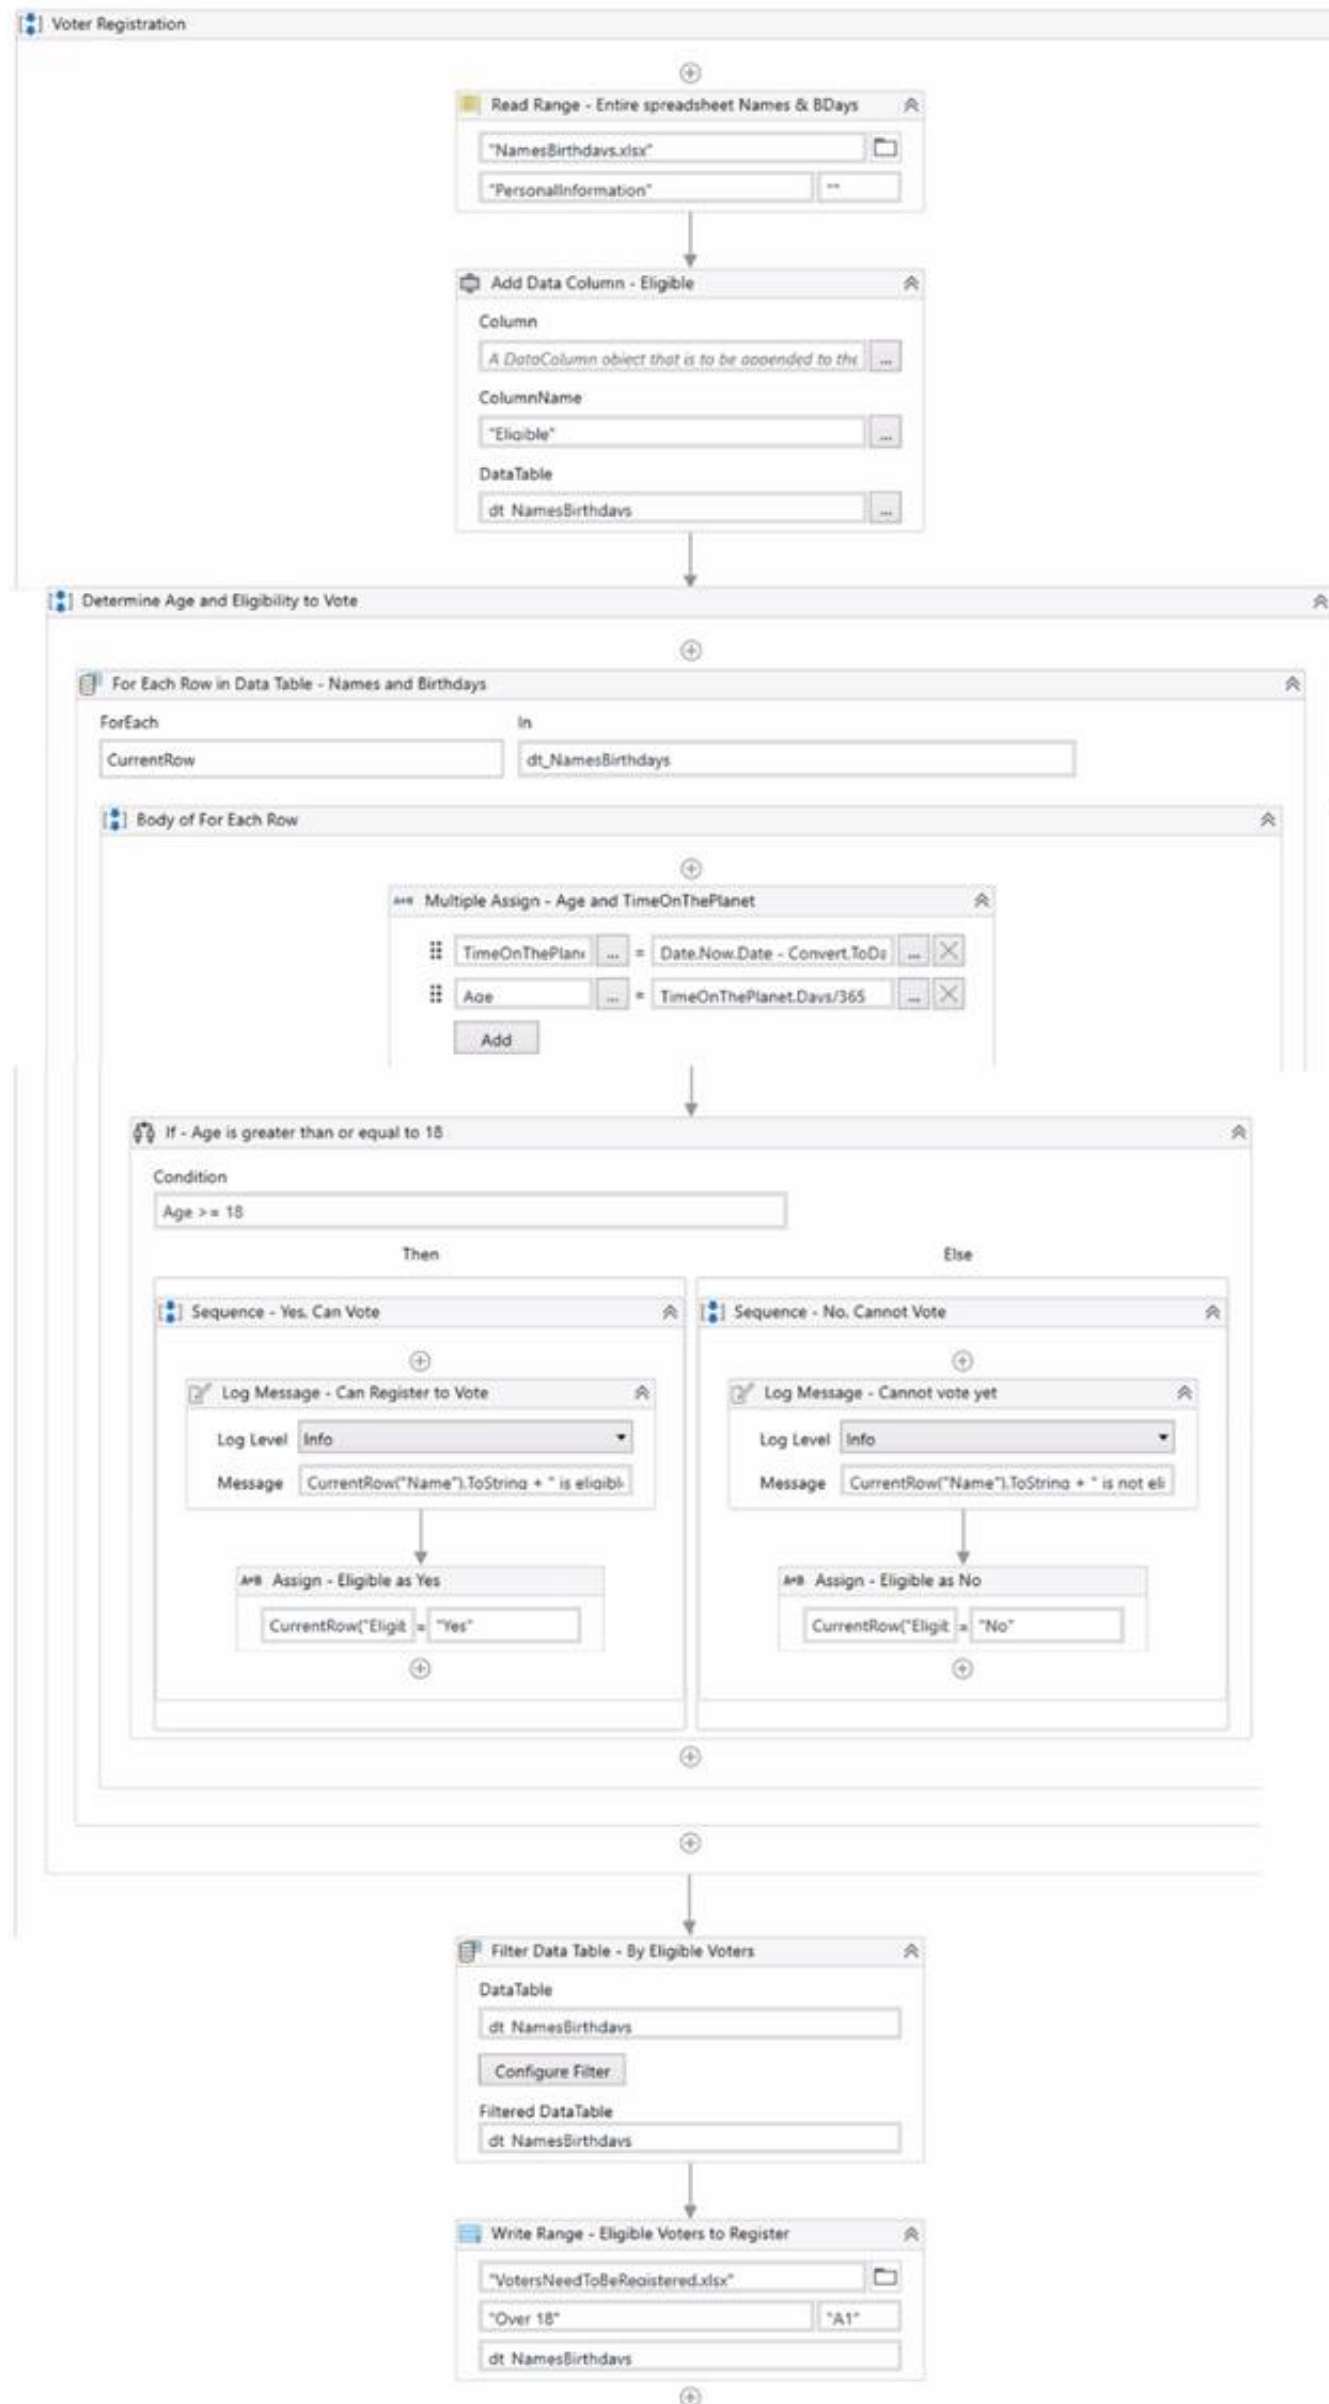 Voter Registration
Read Range - Entire spreadsheet Names & BDays
"NamesBirthdays.xlsx"
"PersonalInformation" ""
Add Data Column - Eligible
Column
A DataColumn object that is to be appended to the ...
ColumnName
"Eligible" ...
DataTable
dt_NamesBirthdays ...
Determine Age and Eligibility to Vote
For Each Row in Data Table - Names and Birthdays
ForEach In
CurrentRow dt_NamesBirthdays
Body of For Each Row
A+B Multiple Assign - Age and TimeOnThePlanet
TimeOnThePlane ... = Date.Now.Date - Convert.ToDa ...
Age ... = TimeOnThePlanet.Days/365 ...
Add
If - Age is greater than or equal to 18
Condition
Age >= 18
Then Else
Sequence - Yes, Can Vote Sequence - No, Cannot Vote
Log Message - Can Register to Vote Log Message - Cannot vote yet
Log Level Info Log Level Info
Message CurrentRow("Name").ToString + " is eligibl Message CurrentRow("Name").ToString + " is not eli
A+B Assign - Eligible as Yes A+B Assign - Eligible as No
CurrentRow("Eligib = "Yes" CurrentRow("Eligib = "No"
Filter Data Table - By Eligible Voters
DataTable
dt_NamesBirthdays
Configure Filter
Filtered DataTable
dt_NamesBirthdays
Write Range - Eligible Voters to Register
"VotersNeedToBeRegistered.xlsx"
"Over 18" "A1"
dt_NamesBirthdays